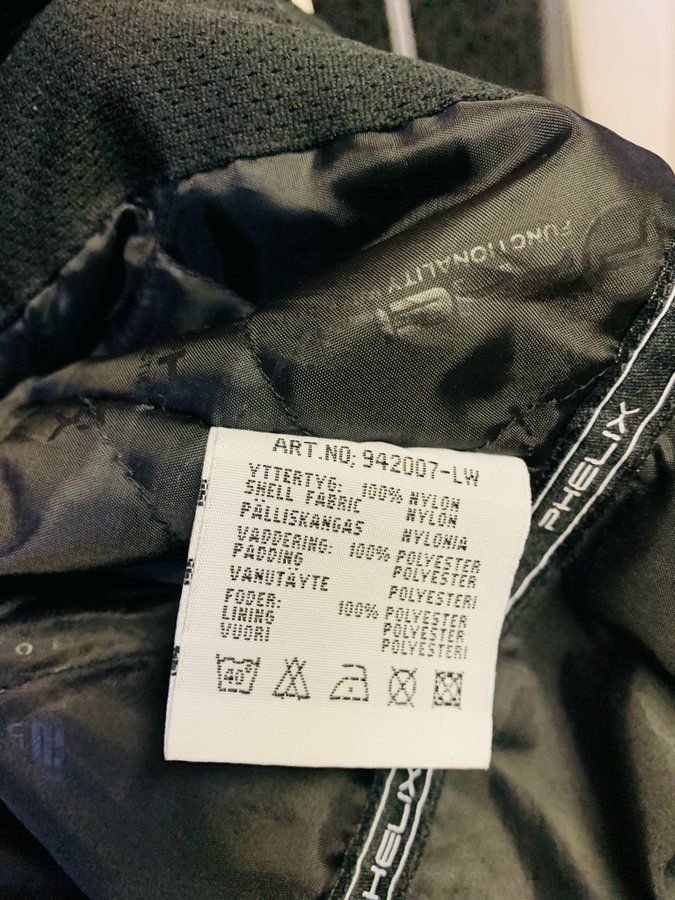 FUNCTIONALITY
PHELIX
ART.NO; 942007-LW
YTTERTYG: 100% NYLON
SHELL FABRIC NYLON
PÄLLISKANGAS NYLONIA
VADDERING: 100% POLYESTER
PADDING POLYESTER
VANUTÄYTE POLYESTERI
FODER: 100% POLYESTER
LINING POLYESTER
VUORI POLYESTERI
40°
PHELIX